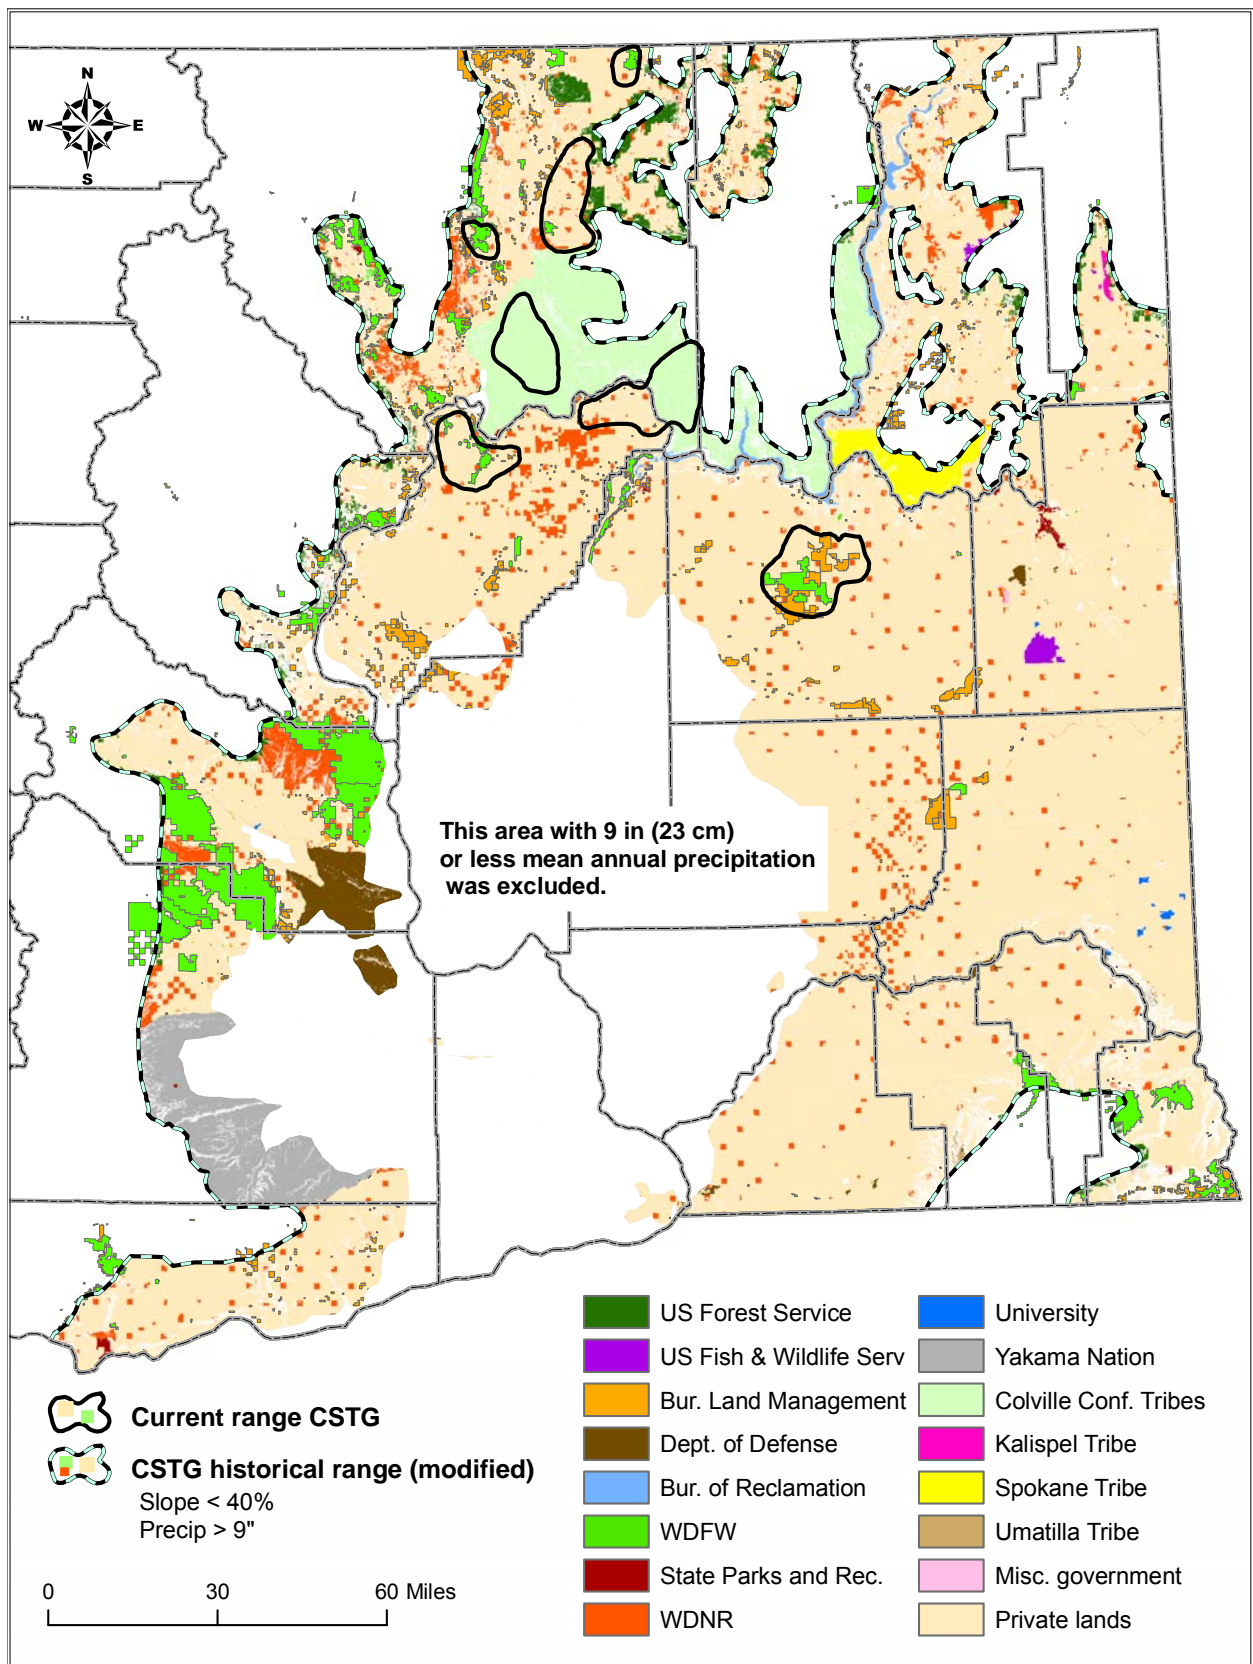 N
W E
S
This area with 9 in (23 cm)
or less mean annual precipitation
was excluded.
Current range CSTG
CSTG historical range (modified)
Slope < 40%
Precip > 9"
0 30 60 Miles
US Forest Service
US Fish & Wildlife Serv
Bur. Land Management
Dept. of Defense
Bur. of Reclamation
WDFW
State Parks and Rec.
WDNR
University
Yakama Nation
Colville Conf. Tribes
Kalispel Tribe
Spokane Tribe
Umatilla Tribe
Misc. government
Private lands